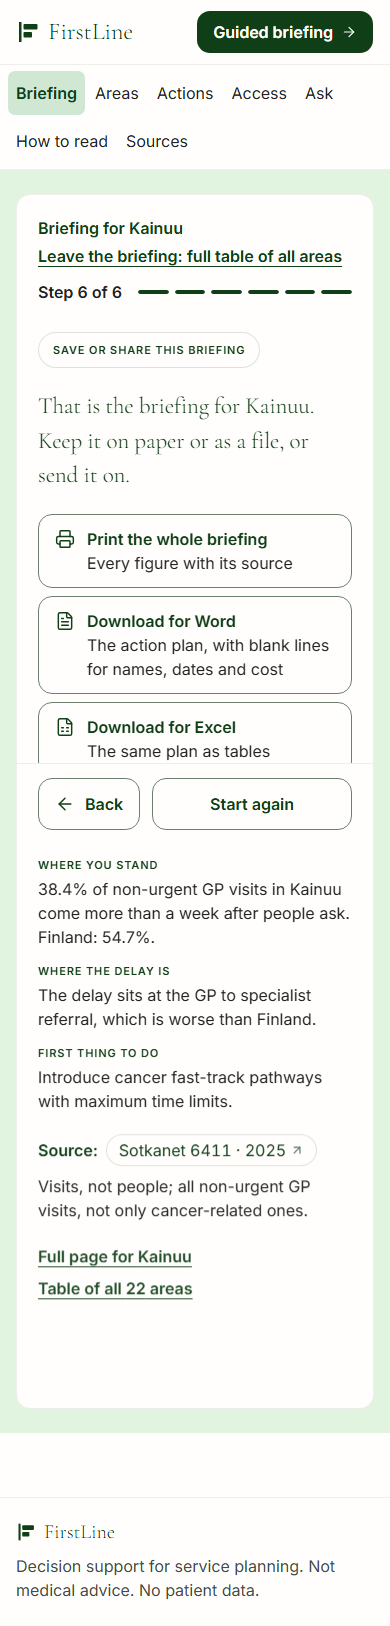 FirstLine
Guided briefing →
Briefing Areas Actions Access Ask
How to read Sources
Briefing for Kainuu
Leave the briefing: full table of all areas
Step 6 of 6
SAVE OR SHARE THIS BRIEFING
That is the briefing for Kainuu.
Keep it on paper or as a file, or
send it on.
Print the whole briefing
Every figure with its source
Download for Word
The action plan, with blank lines
for names, dates and cost
Download for Excel
The same plan as tables
← Back
Start again
WHERE YOU STAND
38.4% of non-urgent GP visits in Kainuu
come more than a week after people ask.
Finland: 54.7%.
WHERE THE DELAY IS
The delay sits at the GP to specialist
referral, which is worse than Finland.
FIRST THING TO DO
Introduce cancer fast-track pathways
with maximum time limits.
Source: Sotkanet 6411 · 2025 ↗
Visits, not people; all non-urgent GP
visits, not only cancer-related ones.
Full page for Kainuu
Table of all 22 areas
FirstLine
Decision support for service planning. Not
medical advice. No patient data.